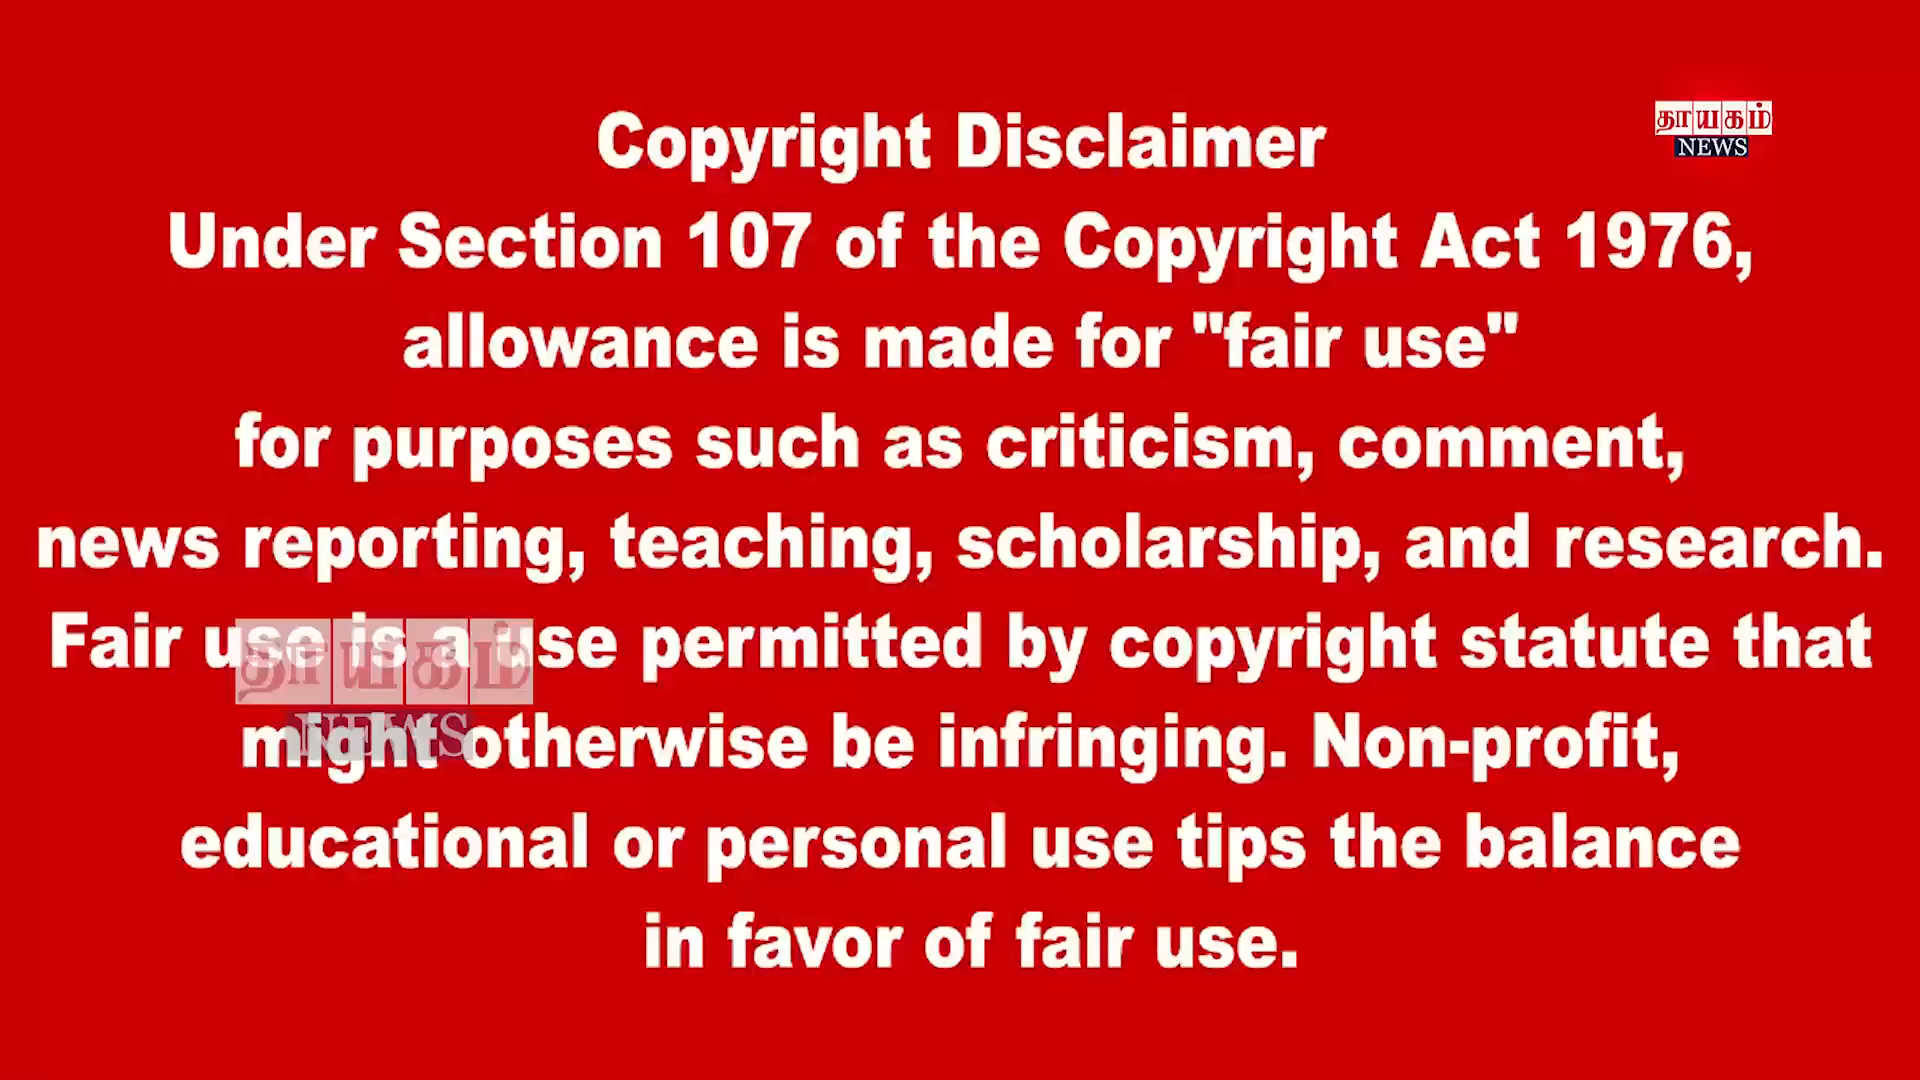 தாயகம்
NEWS
Copyright Disclaimer
Under Section 107 of the Copyright Act 1976,
allowance is made for "fair use"
for purposes such as criticism, comment,
news reporting, teaching, scholarship, and research.
Fair use is a use permitted by copyright statute that
might otherwise be infringing. Non-profit,
educational or personal use tips the balance
in favor of fair use.
தாயகம்
NEWS